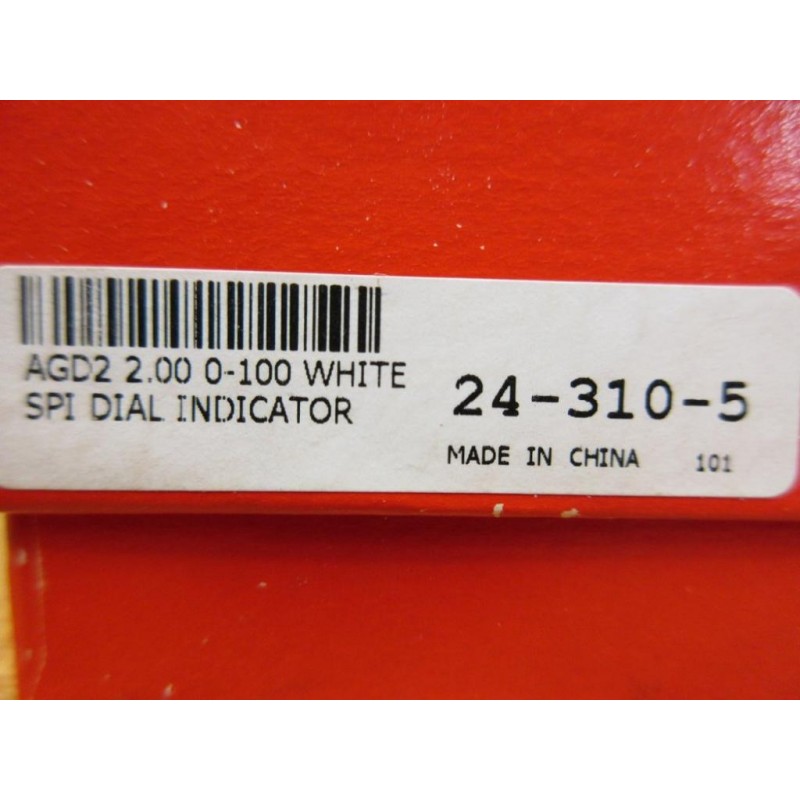 AGD2 2.00 0-100 WHITE
SPI DIAL INDICATOR
24-310-5
MADE IN CHINA 101